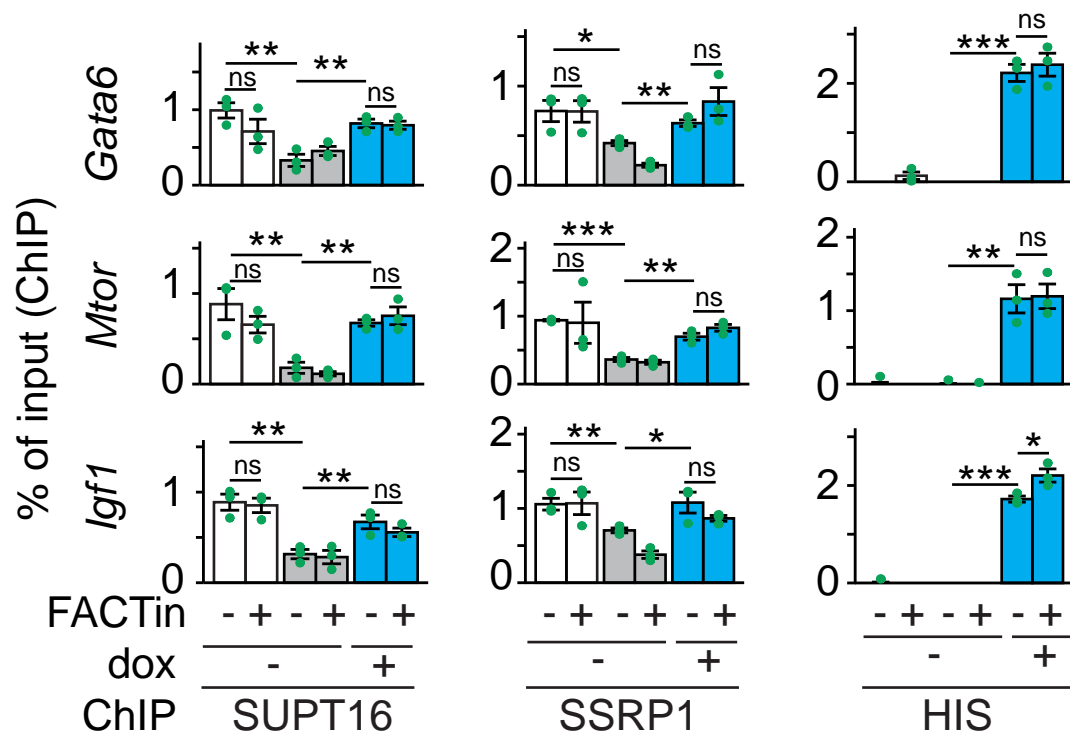 % of input (ChIP)
Gata6
1
0
** ** ns ns
1
0
* ** ns ns
2
0
*** ns
Mtor
1
0
** ** ns ns
2
1
0
*** ** ns ns
2
1
0
** ns
Igf1
1
0
** ** ns ns
2
1
0
** * ns ns
2
0
*** *
FACTin - + - + - + - + - + - + - + - + - +
dox - + - + - +
ChIP SUPT16 SSRP1 HIS